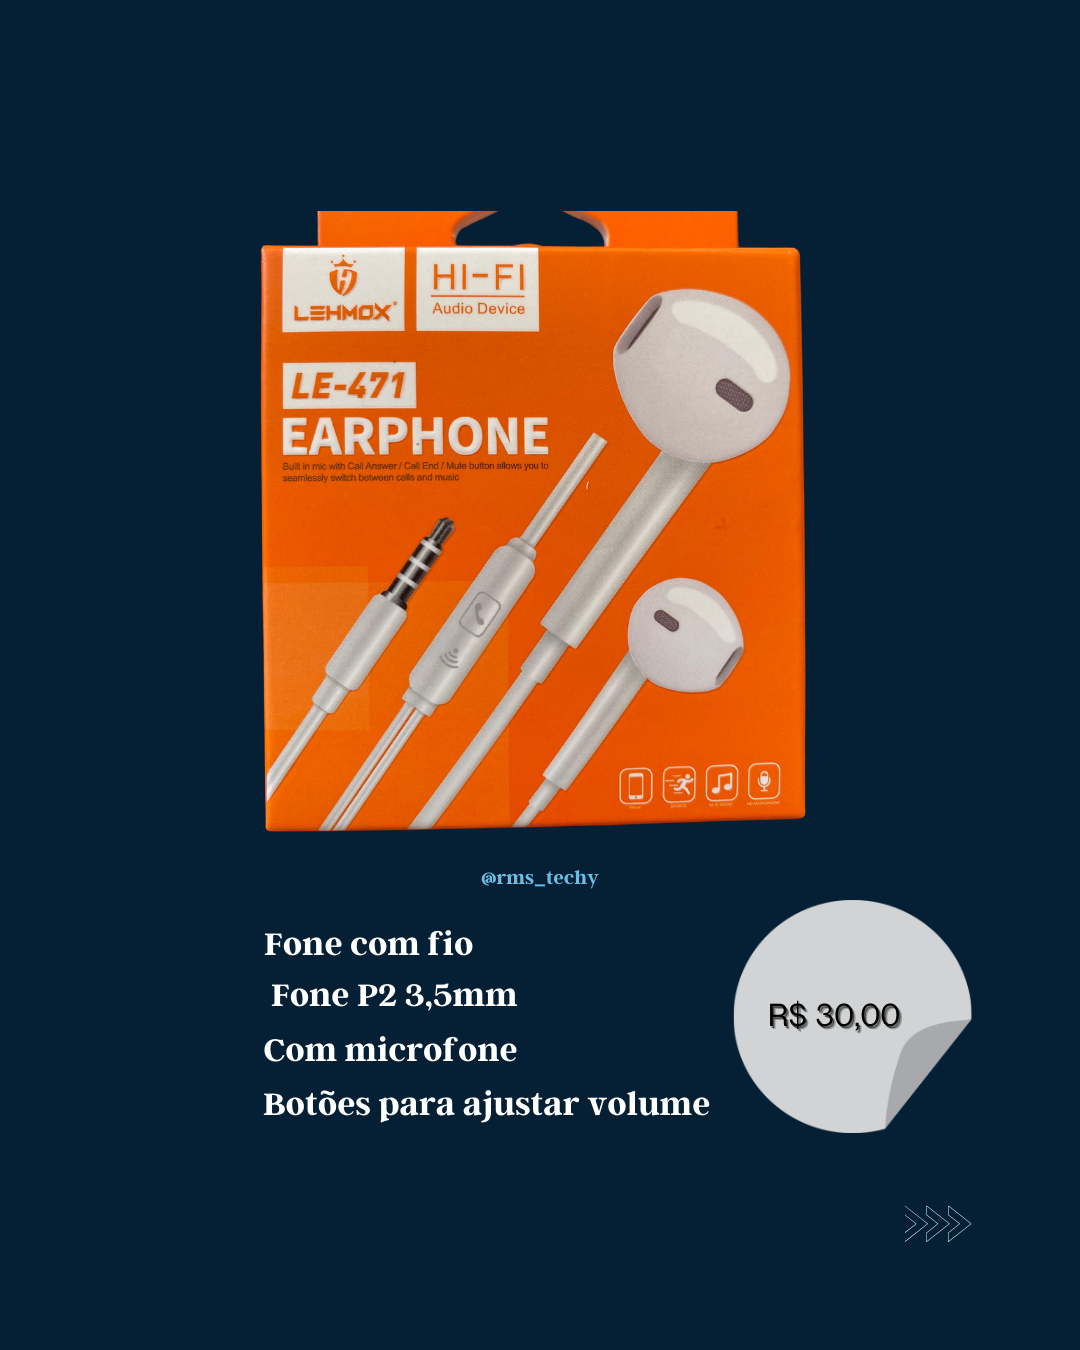 LEHMOX®
HI-FI
Audio Device
LE-471
EARPHONE
Built in mic with Call Answer / Call End / Mute button allows you to
seamlessly switch between calls and music
@rms_techy
Fone com fio
Fone P2 3,5mm
Com microfone
Botões para ajustar volume
R$ 30,00